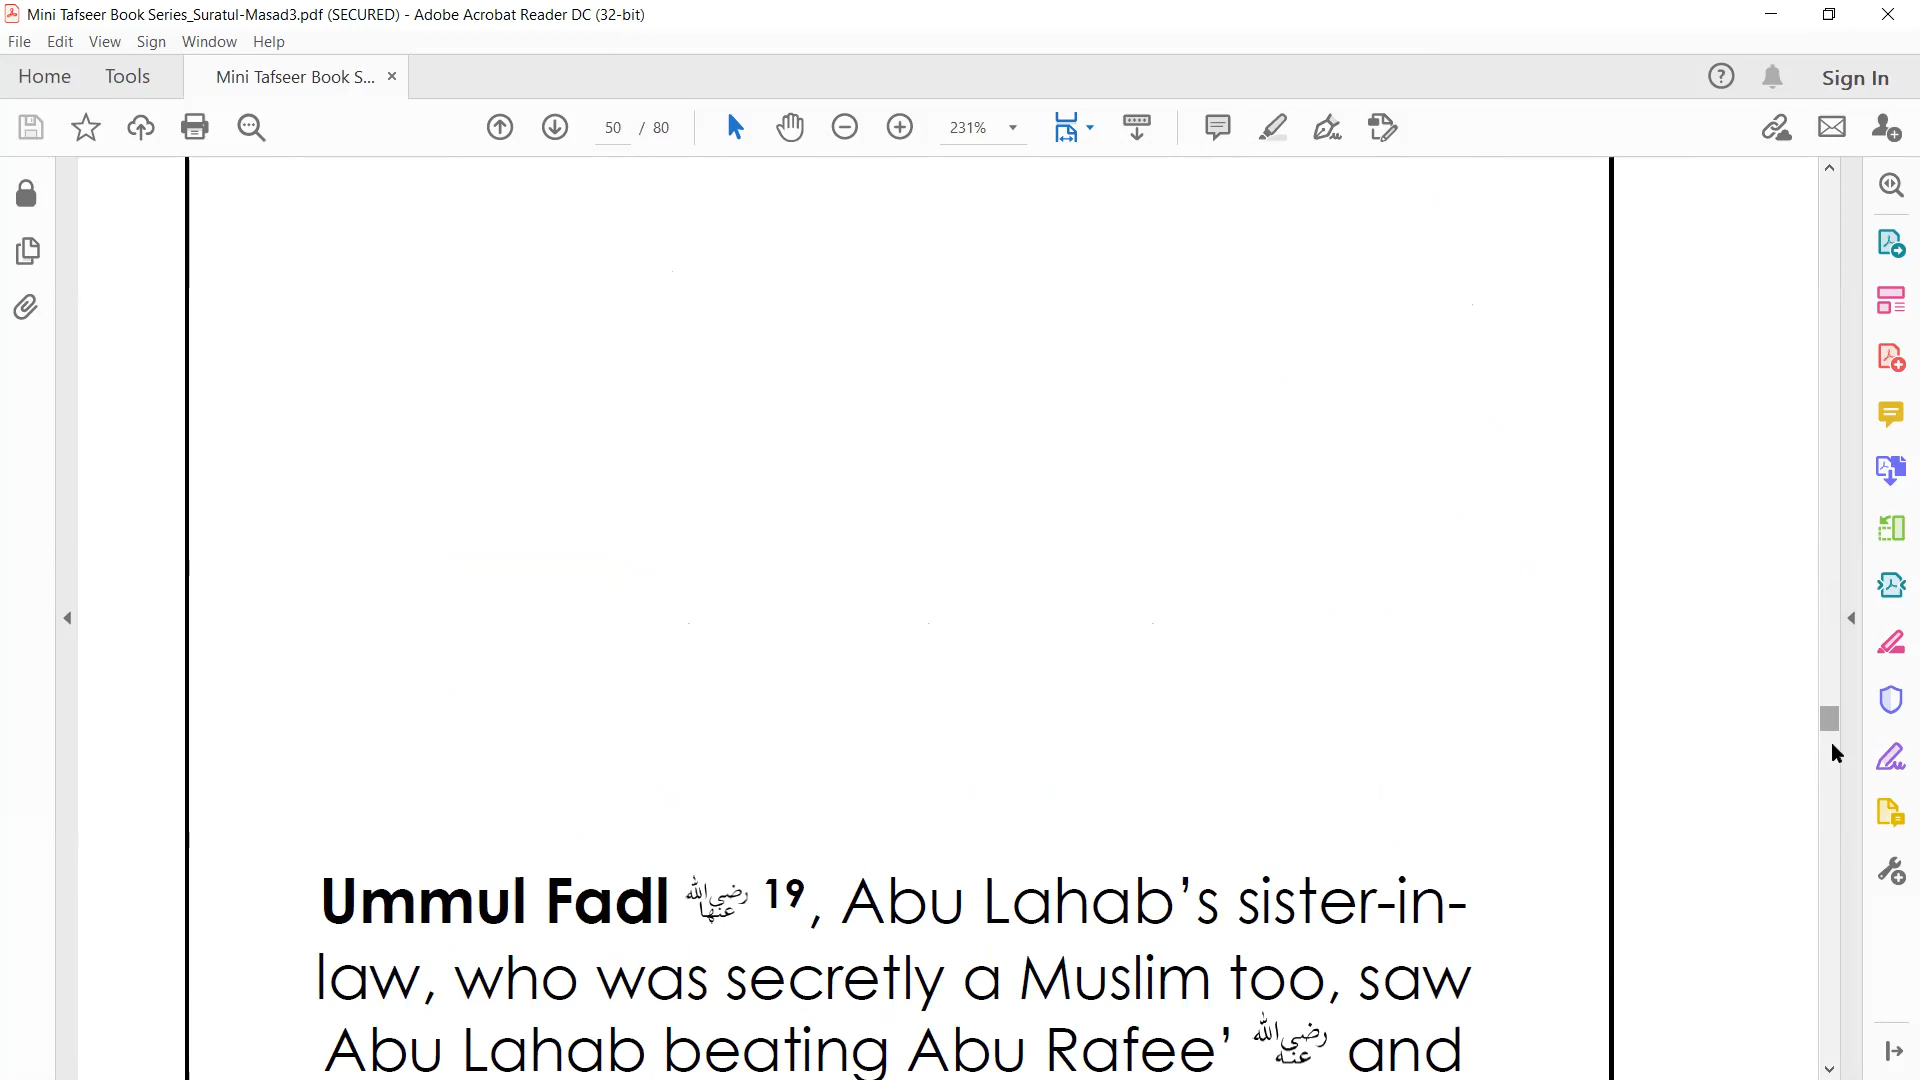 Mini Tafseer Book Series_Suratul-Masad3.pdf (SECURED) - Adobe Acrobat Reader DC (32-bit)
File Edit View Sign Window Help
Home Tools Mini Tafseer Book S... × Sign In
50 / 80 231%
Ummul Fadl رضي الله عنها 19, Abu Lahab’s sister-in-
law, who was secretly a Muslim too, saw
Abu Lahab beating Abu Rafee’ رضي الله عنه and